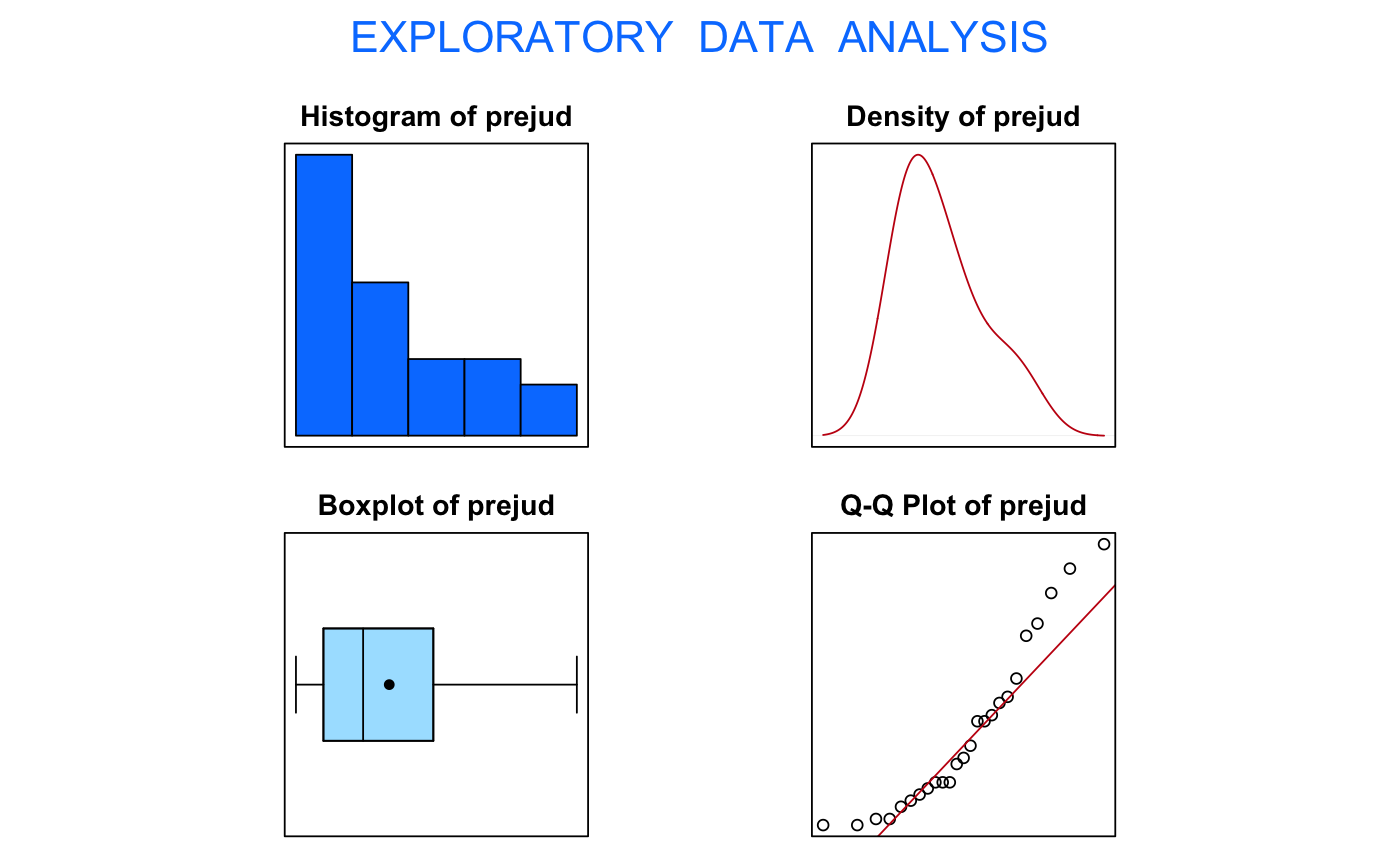 EXPLORATORY DATA ANALYSIS
Histogram of prejud
Density of prejud
Boxplot of prejud
Q-Q Plot of prejud